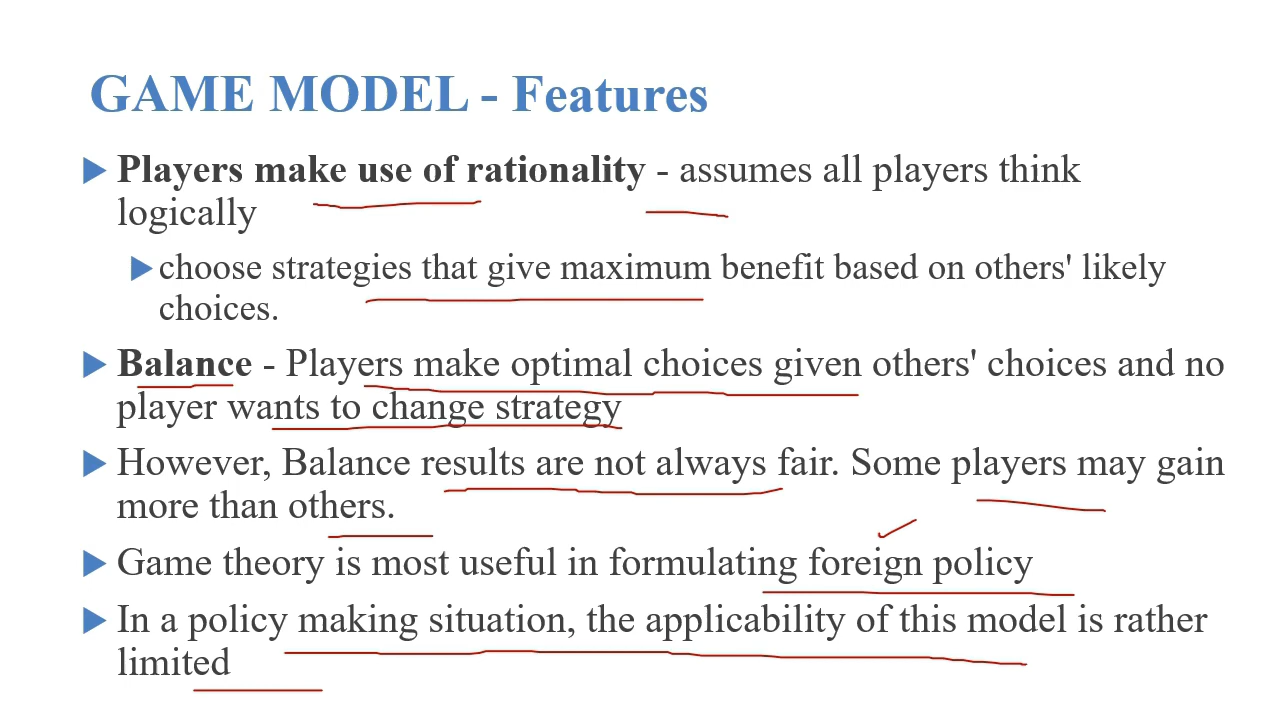 GAME MODEL - Features
Players make use of rationality - assumes all players think
logically
choose strategies that give maximum benefit based on others' likely
choices.
Balance - Players make optimal choices given others' choices and no
player wants to change strategy
However, Balance results are not always fair. Some players may gain
more than others.
Game theory is most useful in formulating foreign policy
In a policy making situation, the applicability of this model is rather
limited